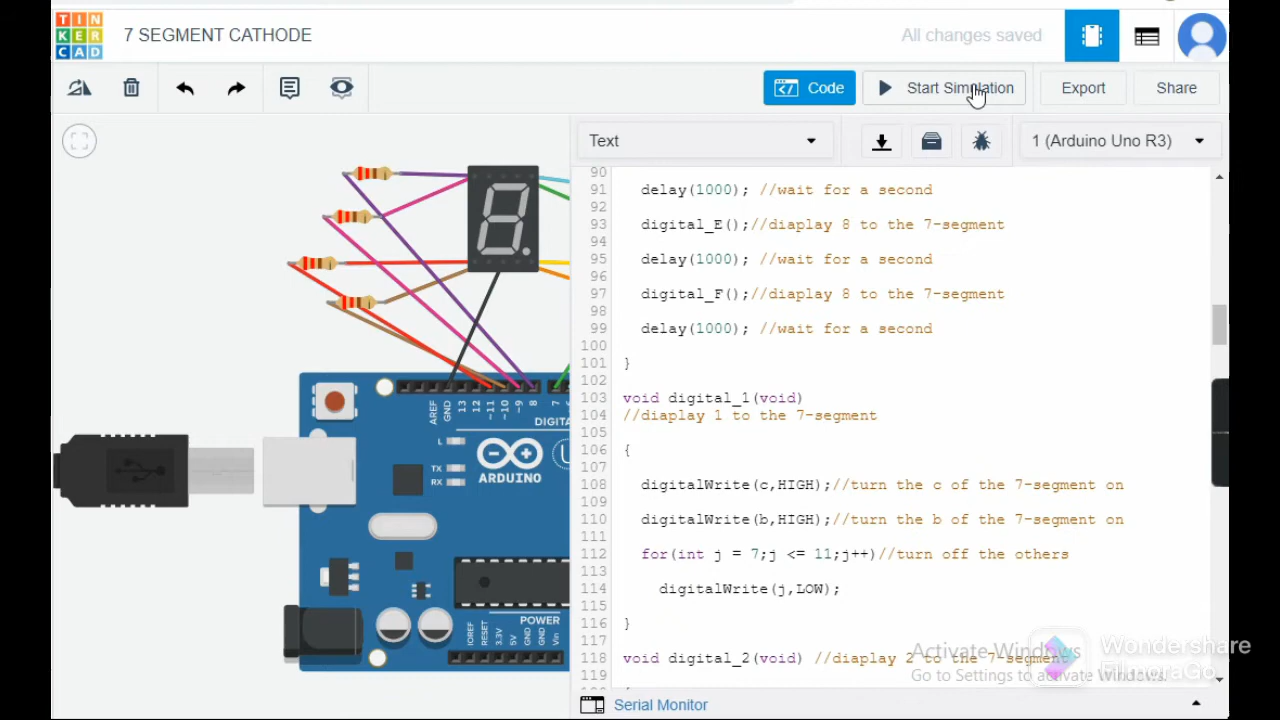 TIN
KER
CAD
7 SEGMENT CATHODE
All changes saved
Code
Start Simulation
Export
Share
Text
1 (Arduino Uno R3)
90
91 delay(1000); //wait for a second
92
93 digital_E();//diaplay 8 to the 7-segment
94
95 delay(1000); //wait for a second
96
97 digital_F();//diaplay 8 to the 7-segment
98
99 delay(1000); //wait for a second
100
101 }
102
103 void digital_1(void)
104 //diaplay 1 to the 7-segment
105
106 {
107
108 digitalWrite(c,HIGH);//turn the c of the 7-segment on
109
110 digitalWrite(b,HIGH);//turn the b of the 7-segment on
111
112 for(int j = 7;j <= 11;j++)//turn off the others
113
114 digitalWrite(j,LOW);
115
116 }
117
118 void digital_2(void) //diaplay 2 to the 7-segment
119
AREF
GND
13
12
~11
~10
~9
8
7
DIGITA
L
TX
RX
ARDUINO
POWER
IOREF
RESET
3.3V
5V
GND
GND
Vin
Activate Windows
Go to Settings to activate Windows.
Wondershare
FilmoraGo
Serial Monitor